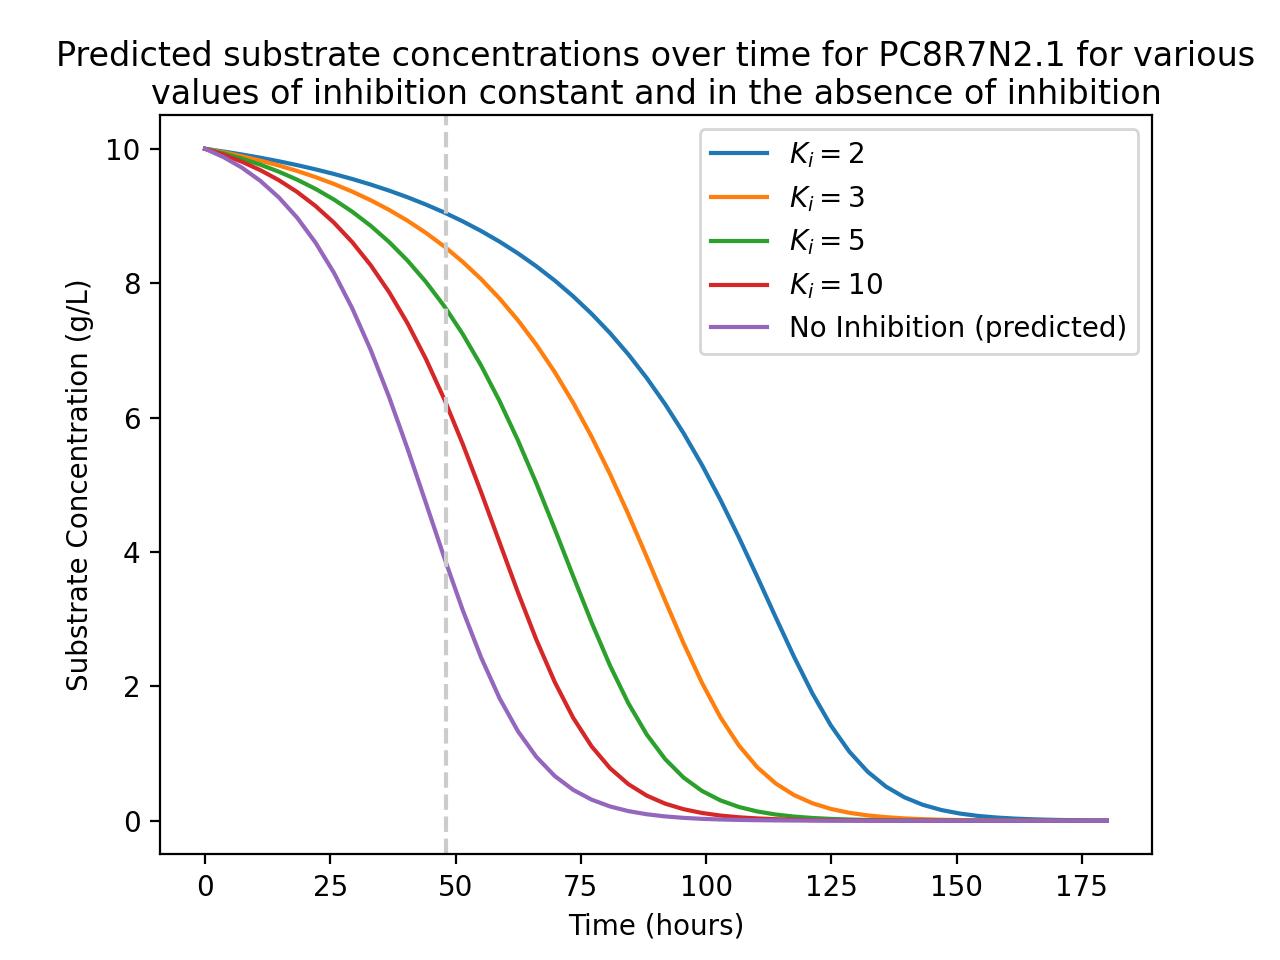 Predicted substrate concentrations over time for PC8R7N2.1 for various
values of inhibition constant and in the absence of inhibition
Substrate Concentration (g/L)
10
8
6
4
2
0
K_i = 2
K_i = 3
K_i = 5
K_i = 10
No Inhibition (predicted)
0 25 50 75 100 125 150 175
Time (hours)